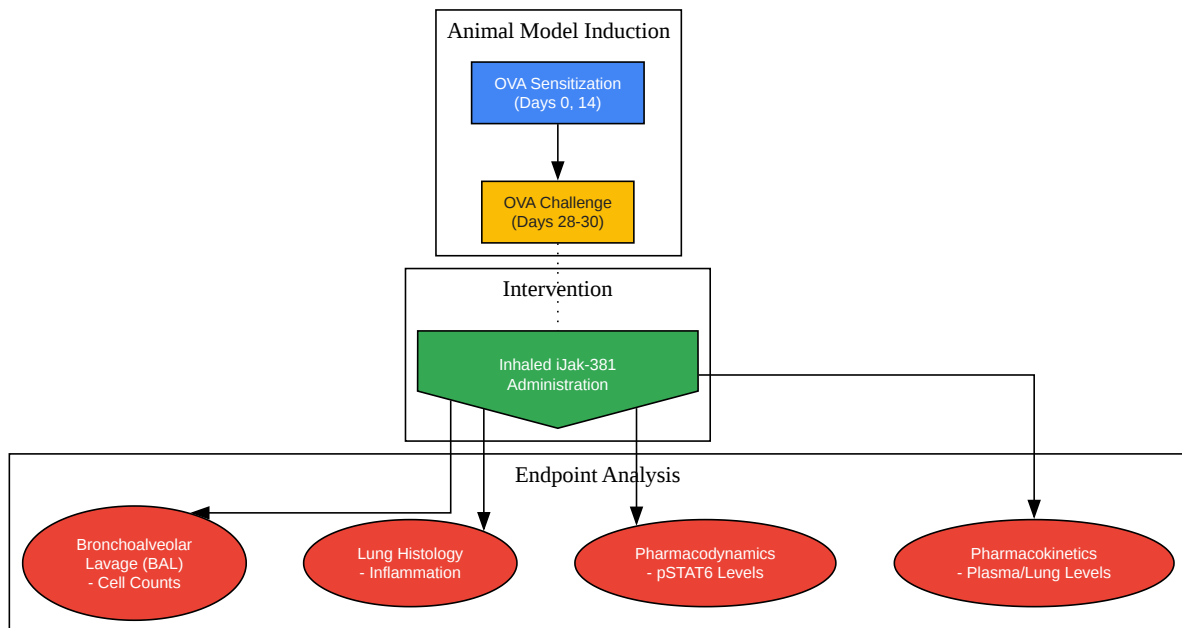 Animal Model Induction
OVA Sensitization
(Days 0, 14)
OVA Challenge
(Days 28-30)
Intervention
Inhaled iJak-381
Administration
Endpoint Analysis
Bronchoalveolar
Lavage (BAL)
- Cell Counts
Lung Histology
- Inflammation
Pharmacodynamics
- pSTAT6 Levels
Pharmacokinetics
- Plasma/Lung Levels